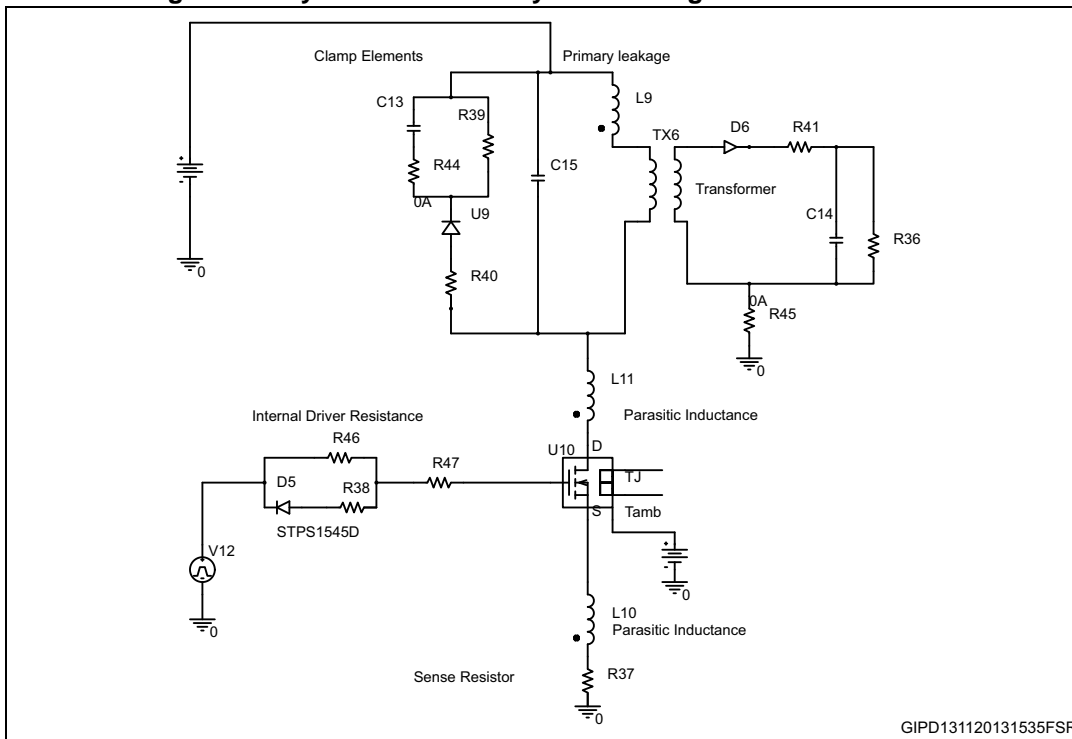 Clamp Elements
Primary leakage
C13
R39
L9
TX6
D6
R41
R44
C15
Transformer
0A
U9
C14
R36
R40
0
0A
R45
0
L11
Parasitic Inductance
Internal Driver Resistance
R46
U10
D
R47
D5
R38
TJ
STPS1545D
S
Tamb
V12
0
L10
Parasitic Inductance
0
Sense Resistor
R37
0
GIPD131120131535FSR